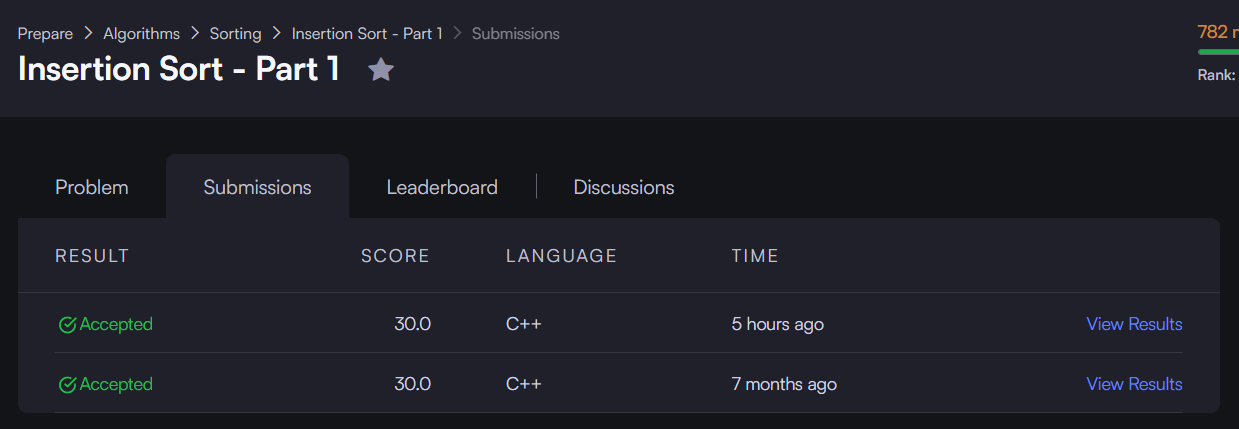 Prepare > Algorithms > Sorting > Insertion Sort - Part 1 > Submissions
782
Insertion Sort - Part 1
Rank:
Problem Submissions Leaderboard Discussions
RESULT SCORE LANGUAGE TIME
Accepted 30.0 C++ 5 hours ago View Results
Accepted 30.0 C++ 7 months ago View Results